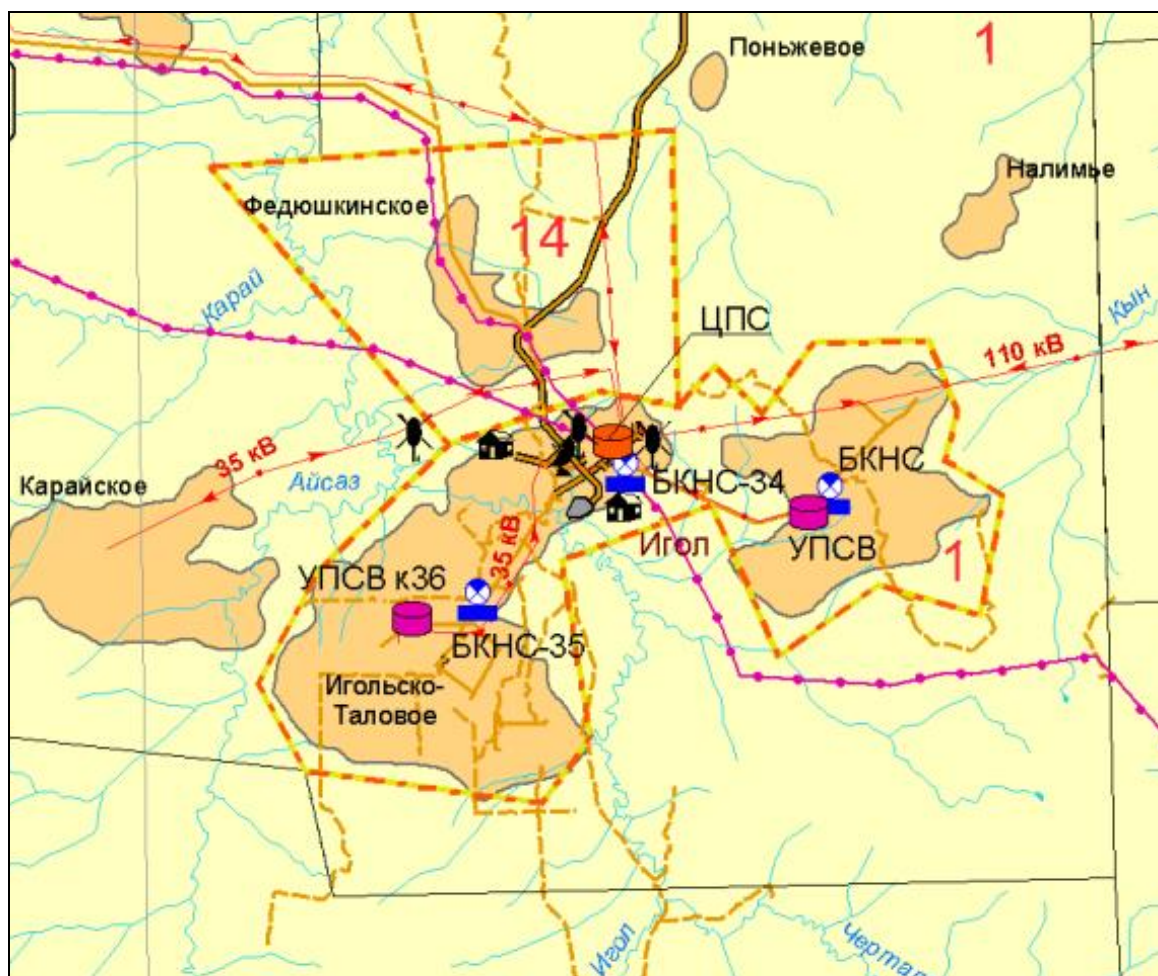 Поньжевое
1
Налимье
Федюшкинское
14
Карай
ЦПС
Кын
110 кВ
35 кВ
Карайское
Айсаз
БКНС-34
БКНС
Игол
УПСВ
1
35 кВ
УПСВ к36
БКНС-35
Игольско-
Таловое
Игол
Чертал